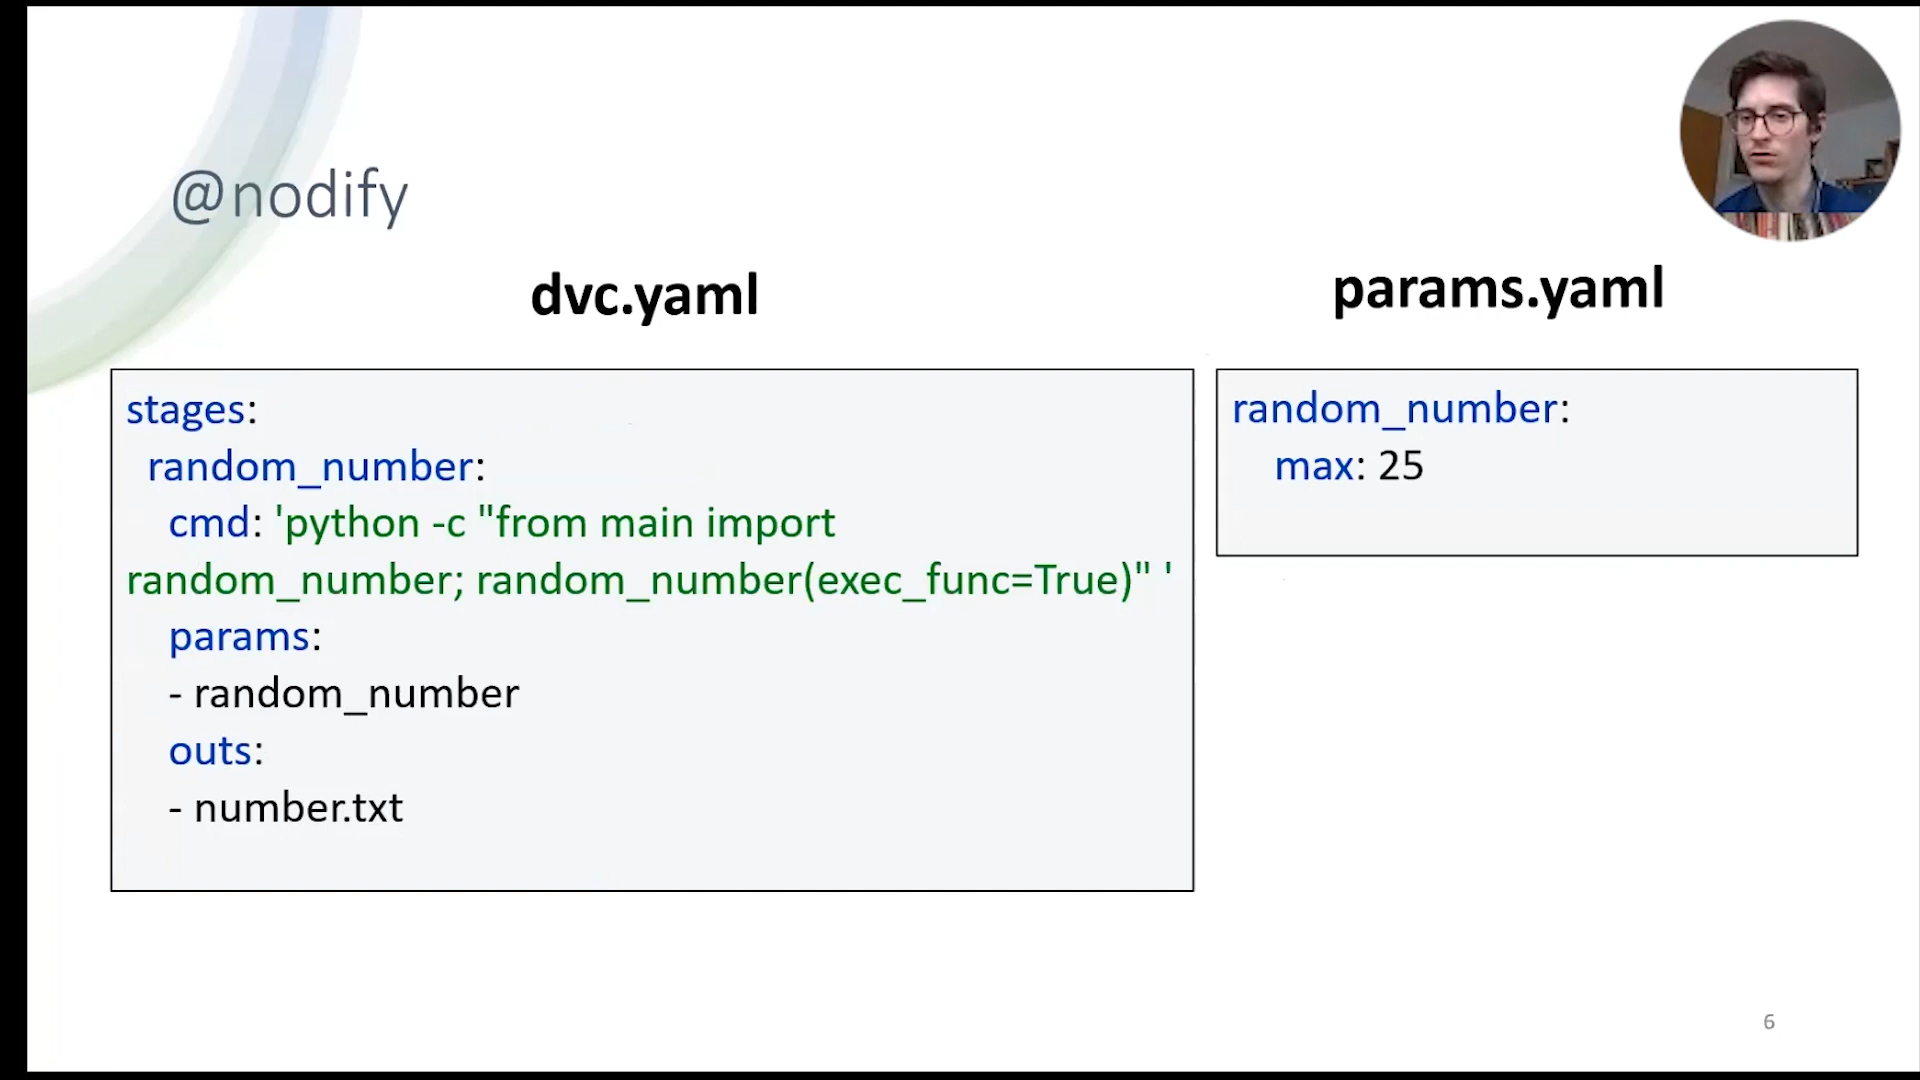 @nodify
dvc.yaml
params.yaml
stages:
random_number:
cmd: 'python -c "from main import
random_number; random_number(exec_func=True)" '
params:
- random_number
outs:
- number.txt
random_number:
max: 25
6